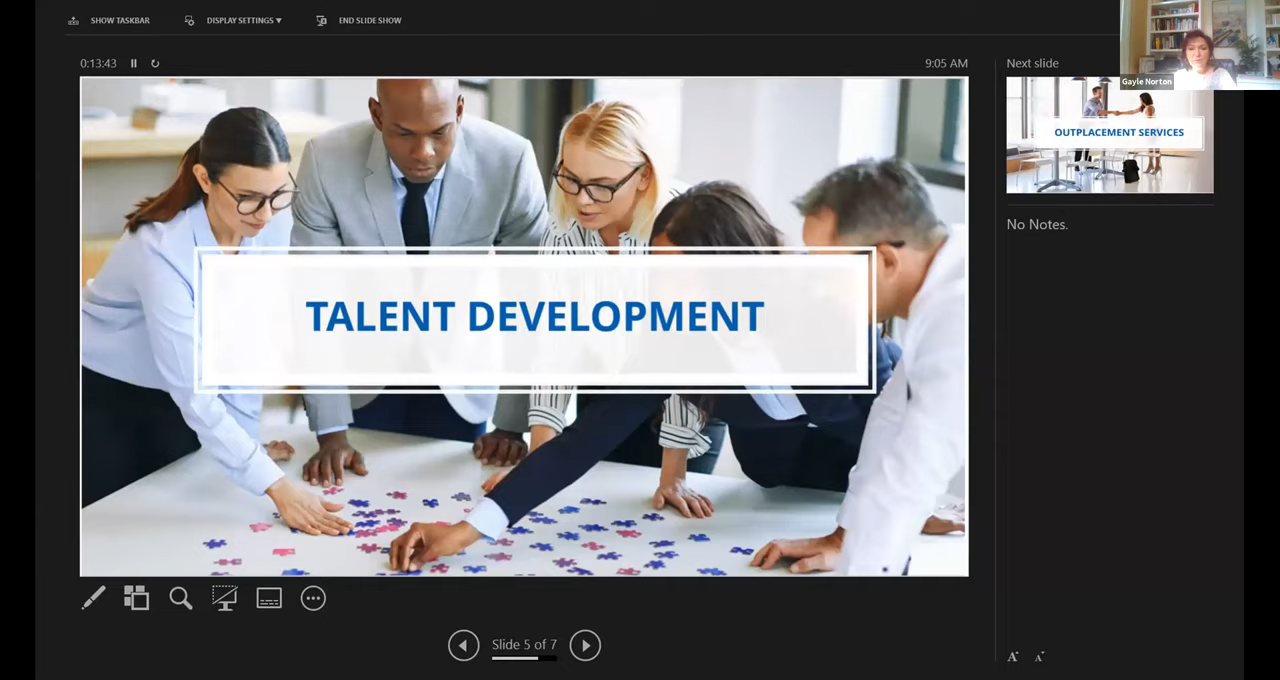 SHOW TASKBAR
DISPLAY SETTINGS ▼
END SLIDE SHOW
0:13:43
9:05 AM
TALENT DEVELOPMENT
Slide 5 of 7
Next slide
Gayle Norton
OUTPLACEMENT SERVICES
No Notes.
A
A